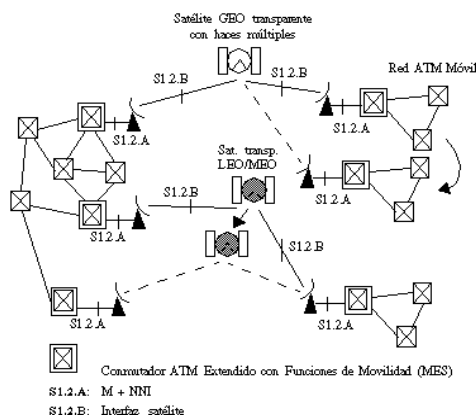 Satélite GEO transparente
con haces múltiples
S1.2.B
S1.2.B
Red ATM Móvil
S1.2.A
S1.2.A
Sat. transp.
LEO/MEO
S1.2.B
S1.2.A
S1.2.A
S1.2.B
S1.2.A
S1.2.A
Conmutador ATM Extendido con Funciones de Movilidad (MES)
S1.2.A: M + NNI
S1.2.B: Interfaz satélite